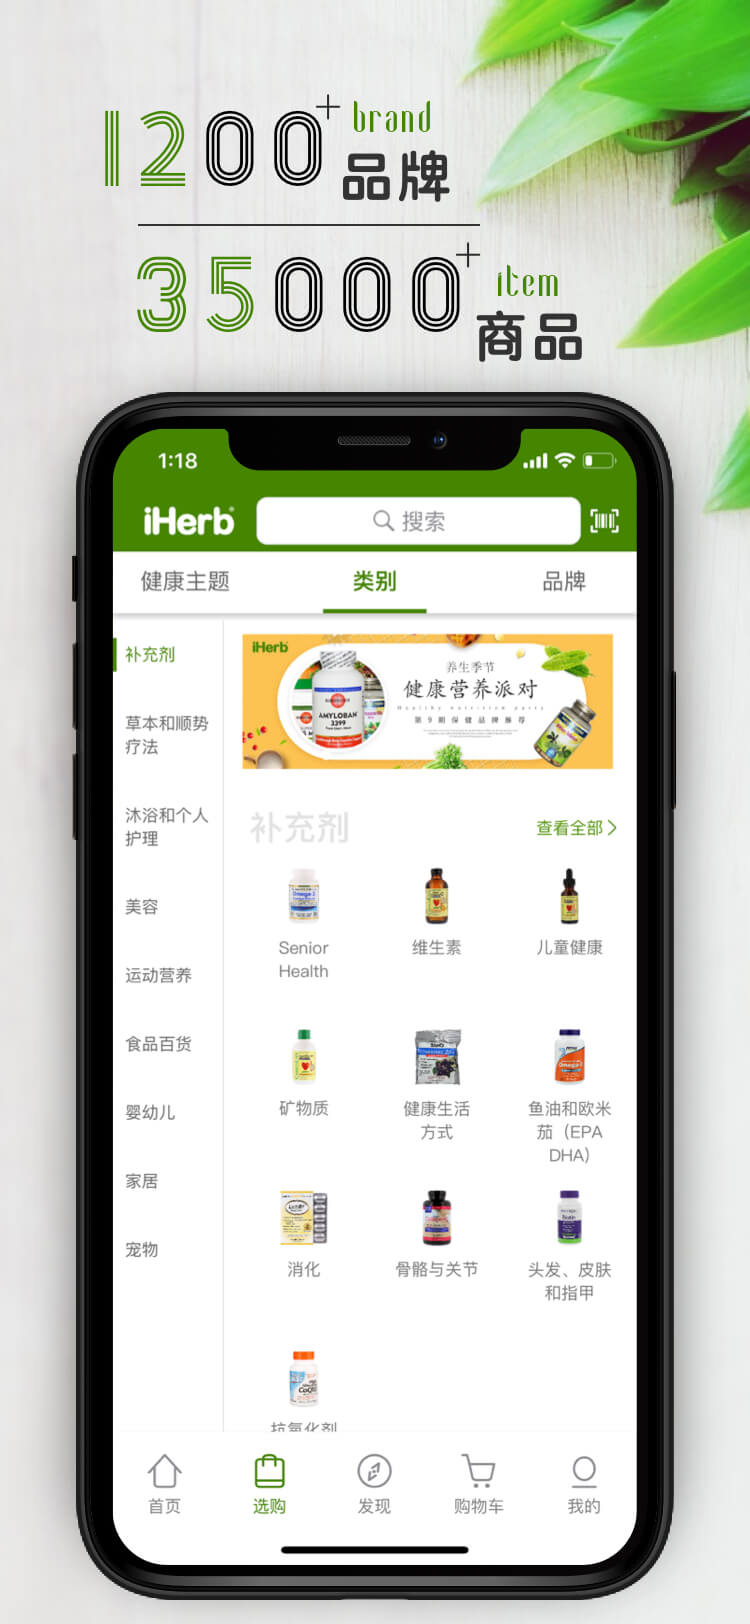 1200+ brand
品牌
35000+ item
商品
1:18
iHerb
搜索
健康主题
类别
品牌
补充剂
草本和顺势
疗法
沐浴和个人
护理
美容
运动营养
食品百货
婴幼儿
家居
宠物
iHerb
养生季节
健康营养派对
Healthy nutrition party
第9期保健品牌推荐
AMYLOBAN
3399
补充剂
查看全部
Senior
Health
维生素
儿童健康
矿物质
健康生活
方式
鱼油和欧米
茄（EPA
DHA）
消化
骨骼与关节
头发、皮肤
和指甲
CoQ10
抗氧化剂
首页
选购
发现
购物车
我的